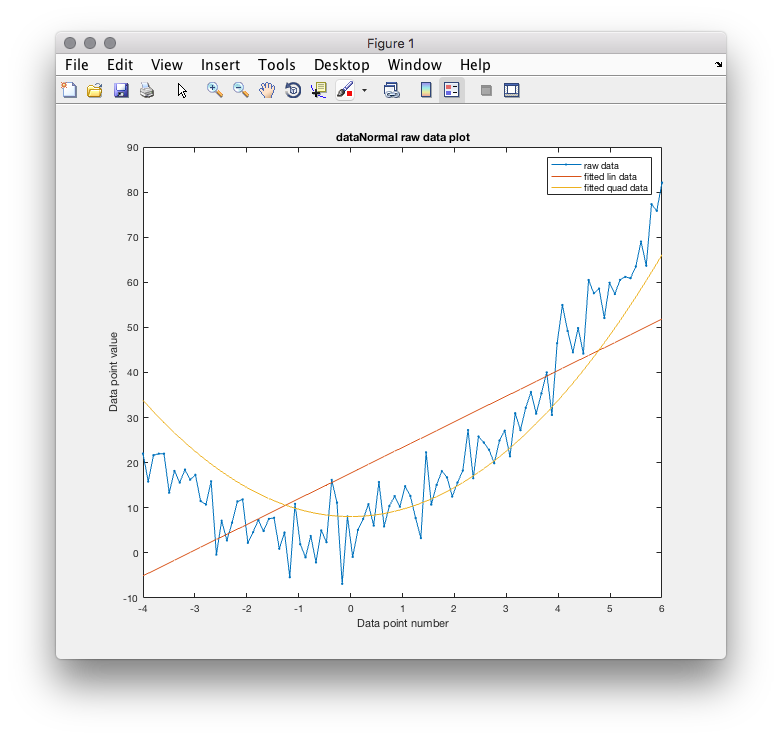 Figure 1
File Edit View Insert Tools Desktop Window Help
dataNormal raw data plot
raw data
fitted lin data
fitted quad data
90
80
70
60
50
40
30
20
10
0
-10
Data point value
-4 -3 -2 -1 0 1 2 3 4 5 6
Data point number